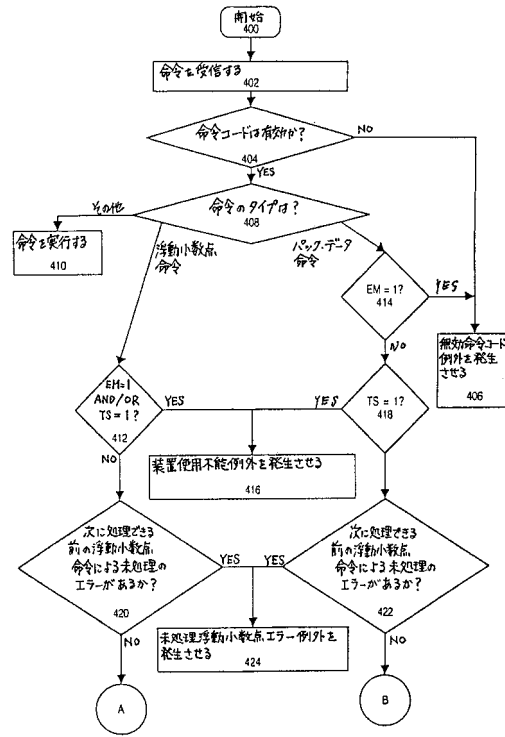 開始
400
命令を受信する
402
命令コードは有効か?
404
NO
YES
命令のタイプは?
408
その他
命令を実行する
410
浮動小数点
命令
パック・データ
命令
EM = 1?
414
YES
NO
無効命令コード
例外を発生
させる
406
EM=1
AND/OR
TS = 1?
412
YES
YES
TS = 1?
418
NO
装置使用不能例外を発生させる
416
次に処理できる
前の浮動小数点
命令による未処理の
エラーがあるか?
420
YES
YES
次に処理できる
前の浮動小数点
命令による未処理の
エラーがあるか?
422
NO
未処理浮動小数点エラー例外を
発生させる
424
NO
A
B